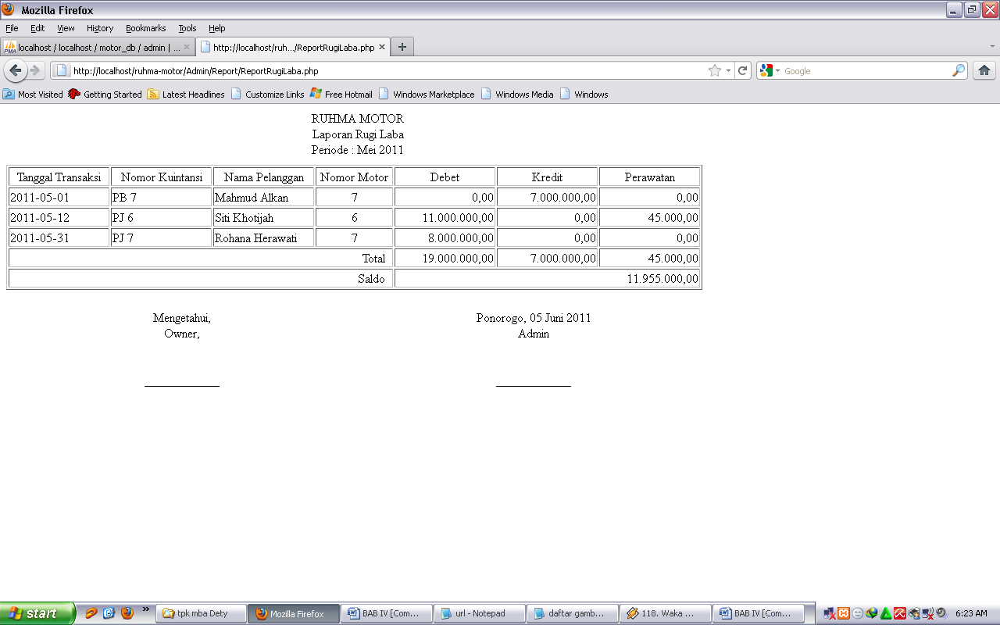 Mozilla Firefox
File Edit View History Bookmarks Tools Help
localhost / localhost / motor_db / admin | ... http://localhost/ruh.../ReportRugiLaba.php
http://localhost/ruhma-motor/Admin/Report/ReportRugiLaba.php Google
Most Visited Getting Started Latest Headlines Customize Links Free Hotmail Windows Marketplace Windows Media Windows
RUHMA MOTOR
Laporan Rugi Laba
Periode : Mei 2011
Tanggal Transaksi Nomor Kuintansi Nama Pelanggan Nomor Motor Debet Kredit Perawatan
2011-05-01 PB 7 Mahmud Alkan 7 0,00 7.000.000,00 0,00
2011-05-12 PJ 6 Siti Khotijah 6 11.000.000,00 0,00 45.000,00
2011-05-31 PJ 7 Rohana Herawati 7 8.000.000,00 0,00 0,00
Total 19.000.000,00 7.000.000,00 45.000,00
Saldo 11.955.000,00
Mengetahui, Ponorogo, 05 Juni 2011
Owner, Admin
start tpk mba Dety Mozilla Firefox BAB IV [Com... url - Notepad daftar gamb... 118. Waka ... BAB IV [Com... 6:23 AM